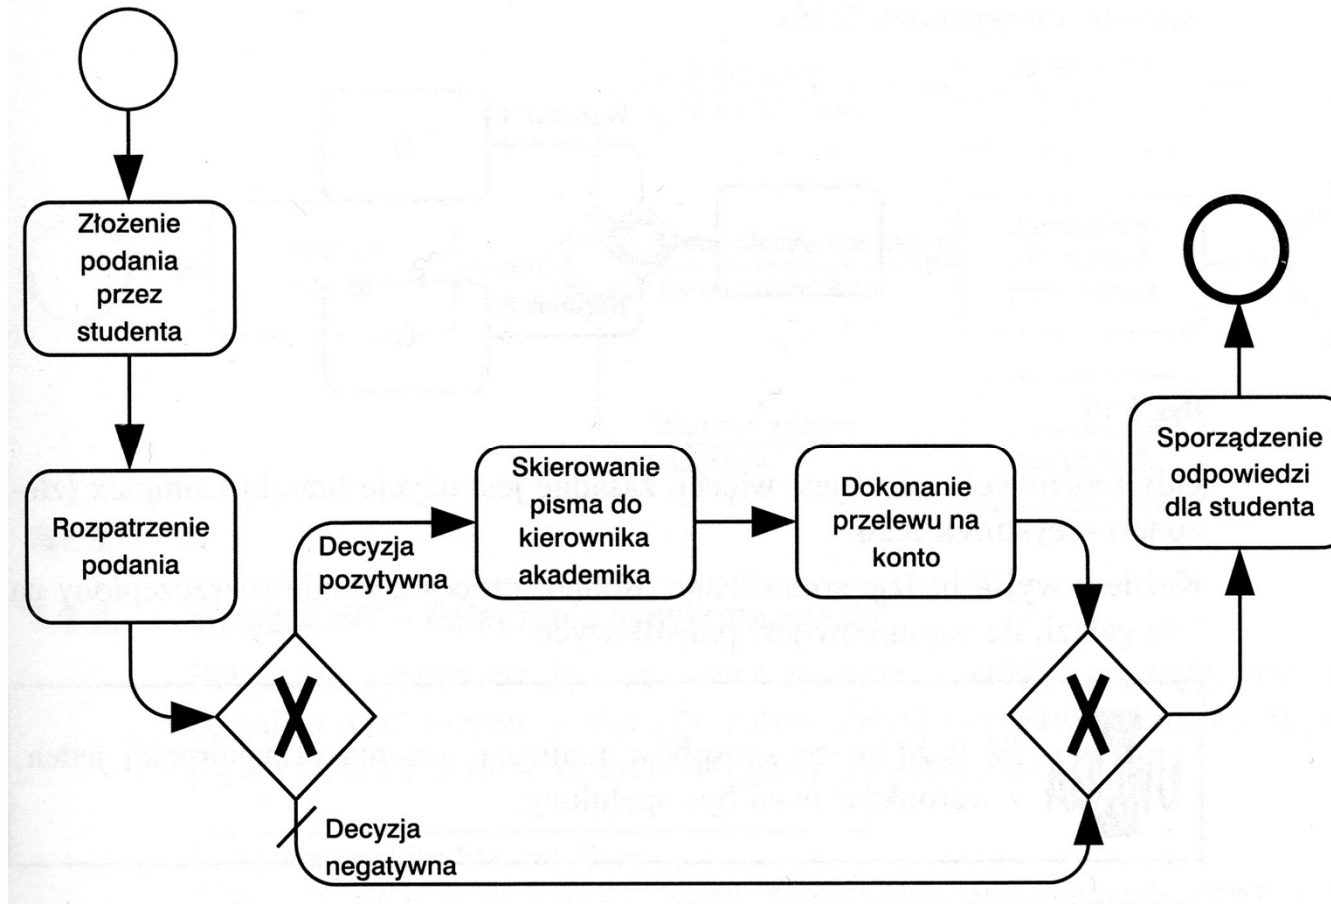 Złożenie
podania
przez
studenta
Rozpatrzenie
podania
Decyzja
pozytywna
Decyzja
negatywna
Skierowanie
pisma do
kierownika
akademika
Dokonanie
przelewu na
konto
Sporządzenie
odpowiedzi
dla studenta